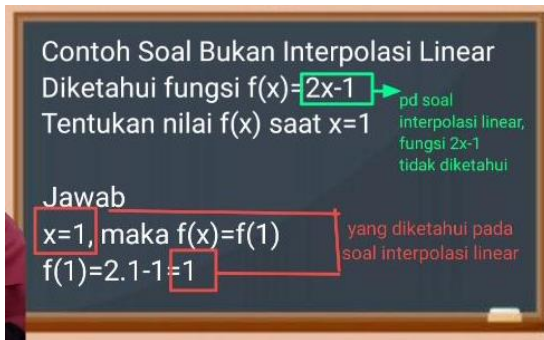 Contoh Soal Bukan Interpolasi Linear
Diketahui fungsi f(x)=2x-1
Tentukan nilai f(x) saat x=1
pd soal
interpolasi linear,
fungsi 2x-1
tidak diketahui
Jawab
x=1, maka f(x)=f(1)
f(1)=2.1-1=1
yang diketahui pada
soal interpolasi linear